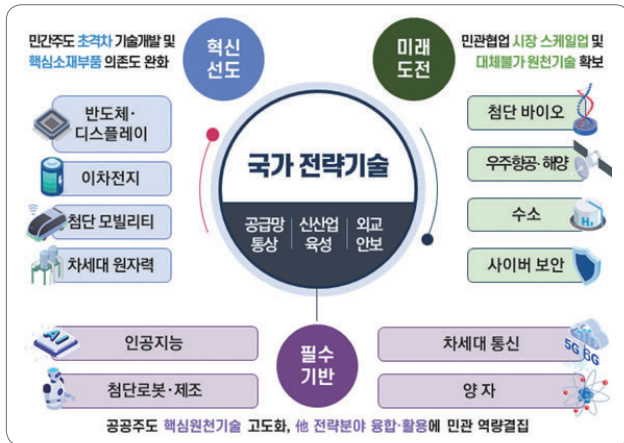 민간주도 초격차 기술개발 및
핵심소재부품 의존도 완화
혁신
선도
미래
도전
민관협업 시장 스케일업 및
대체불가 원천기술 확보
반도체·
디스플레이
이차전지
첨단 모빌리티
차세대 원자력
국가 전략기술
공급망
통상
신산업
육성
외교
안보
첨단 바이오
우주항공·해양
수소
H₂
사이버 보안
AI
인공지능
첨단로봇·제조
필수
기반
차세대 통신
5G 6G
양 자
공공주도 핵심원천기술 고도화, 他 전략분야 융합·활용에 민관 역량결집